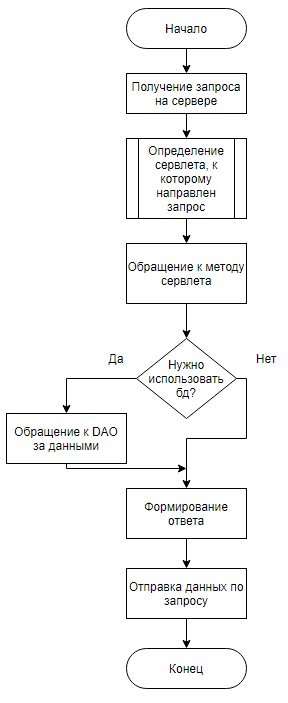 Начало
Получение запроса
на сервере
Определение
сервлета, к
которому
направлен
запрос
Обращение к методу
сервлета
Да
Нет
Нужно
использовать
бд?
Обращение к DAO
за данными
Формирование
ответа
Отправка данных по
запросу
Конец